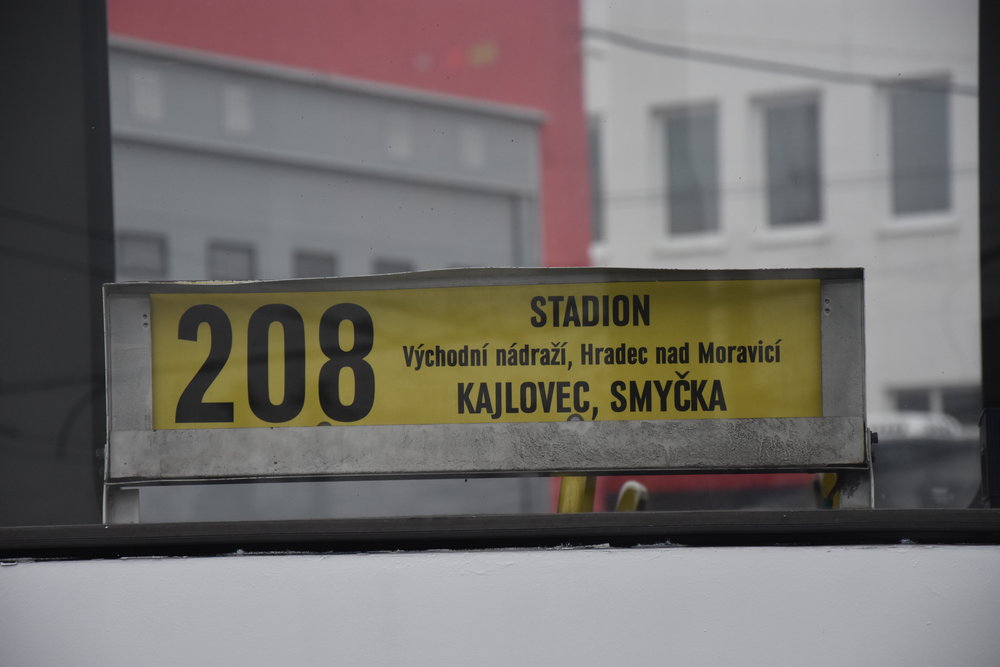 208
STADION
Východní nádraží, Hradec nad Moravicí
KAJLOVEC, SMYČKA